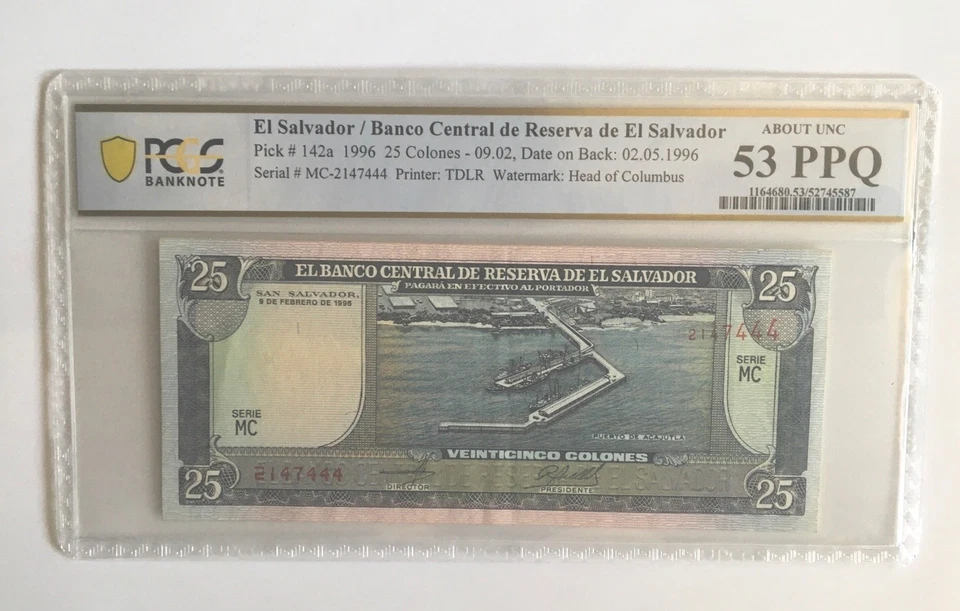 PCGS
BANKNOTE
El Salvador / Banco Central de Reserva de El Salvador
Pick # 142a 1996 25 Colones - 09.02, Date on Back: 02.05.1996
Serial # MC-2147444 Printer: TDLR Watermark: Head of Columbus
ABOUT UNC
53 PPQ
1164680.53/52745587
25
EL BANCO CENTRAL DE RESERVA DE EL SALVADOR
25
PAGARÁ EN EFECTIVO AL PORTADOR
SAN SALVADOR,
9 DE FEBRERO DE 1996
2147444
SERIE
MC
SERIE
MC
PUERTO DE ACAJUTLA
VEINTICINCO COLONES
25
2147444
DIRECTOR
PRESIDENTE
25